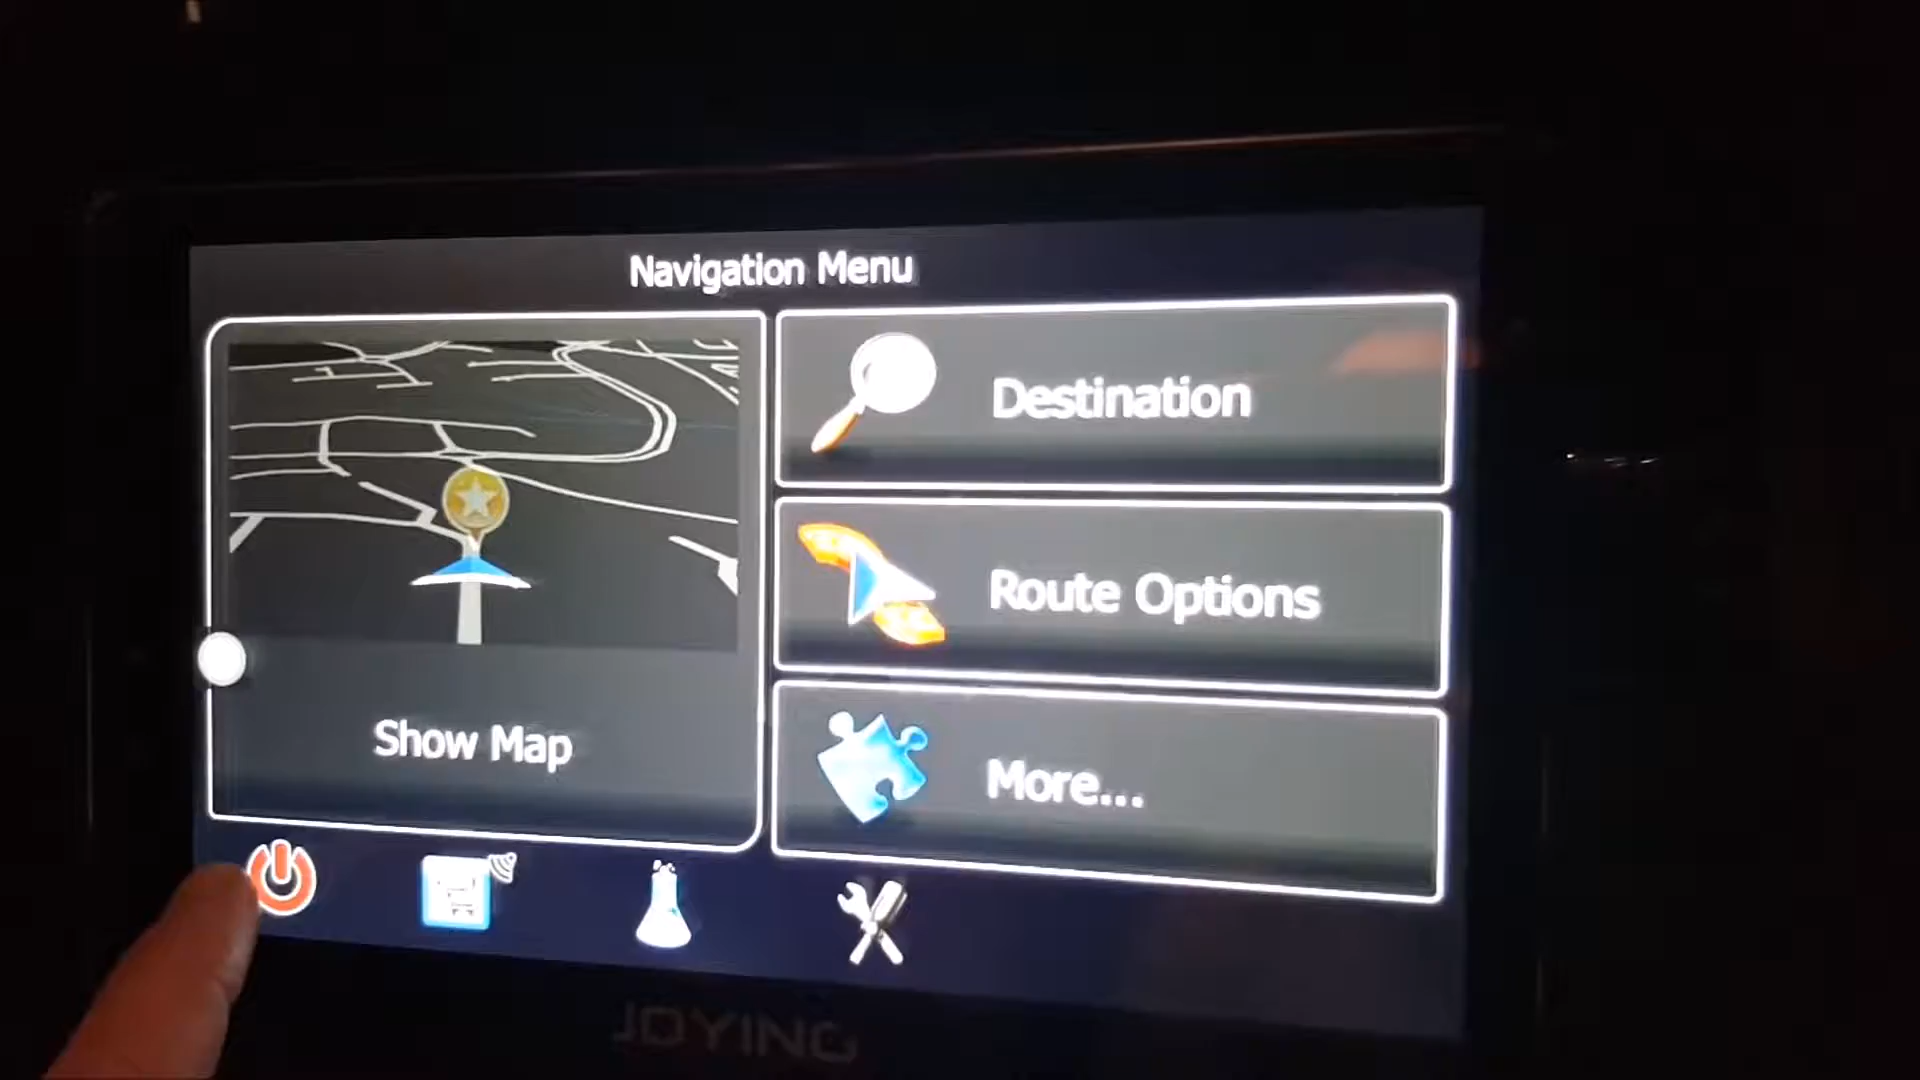 Navigation Menu
Destination
Route Options
Show Map
More...
JOYING